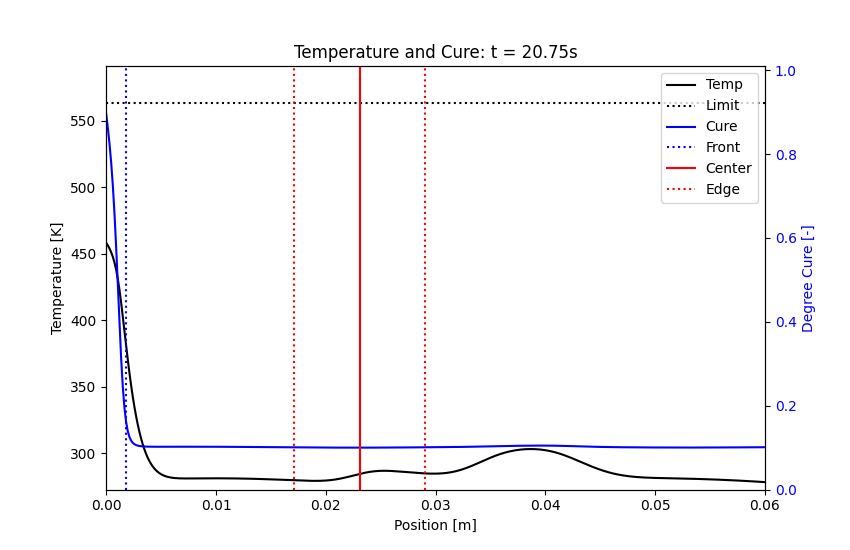 Temperature and Cure: t = 20.75s
Temp
Limit
Cure
Front
Center
Edge
Temperature [K]
550
500
450
400
350
300
Degree Cure [-]
1.0
0.8
0.6
0.4
0.2
0.0
0.00 0.01 0.02 0.03 0.04 0.05 0.06
Position [m]